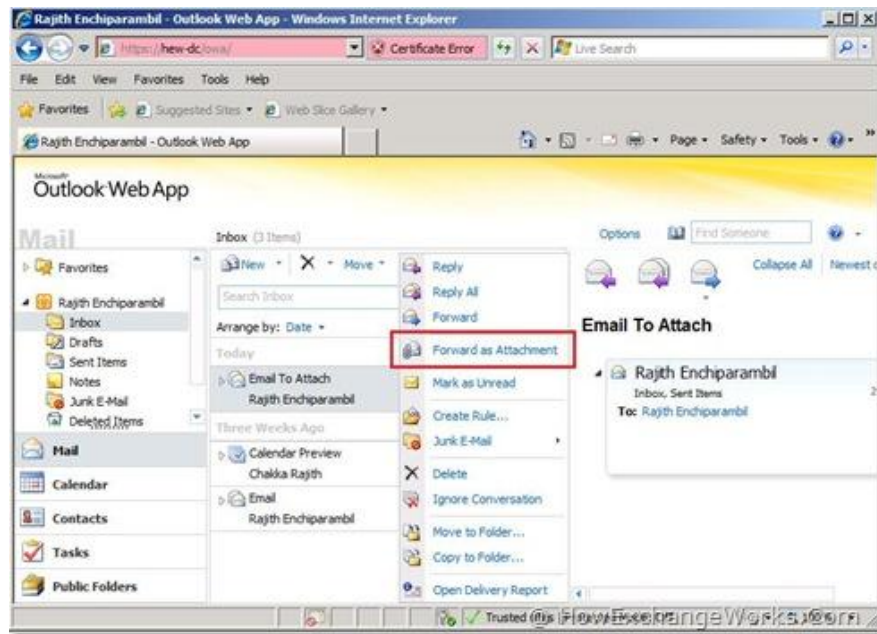 Rajith Enchiparambil - Outlook Web App - Windows Internet Explorer
https://hew-dc/owa/
Certificate Error
Live Search
File Edit View Favorites Tools Help
Favorites Suggested Sites Web Slice Gallery
Rajith Enchiparambil - Outlook Web App
Page Safety Tools
Microsoft
Outlook Web App
Mail
Inbox (3 Items)
Options
Find Someone
Favorites
Rajith Enchiparambil
Inbox
Drafts
Sent Items
Notes
Junk E-Mail
Deleted Items
Mail
Calendar
Contacts
Tasks
Public Folders
New Move
Search Inbox
Arrange by: Date
Today
Email To Attach
Rajith Enchiparambil
Three Weeks Ago
Calendar Preview
Chakka Rajith
Email
Rajith Enchiparambil
Reply
Reply All
Forward
Forward as Attachment
Mark as Unread
Create Rule...
Junk E-Mail
Delete
Ignore Conversation
Move to Folder...
Copy to Folder...
Open Delivery Report
Collapse All Newest
Email To Attach
Rajith Enchiparambil
Inbox, Sent Items
2
To: Rajith Enchiparambil
Trusted
@ HowExchangeWorks.Com